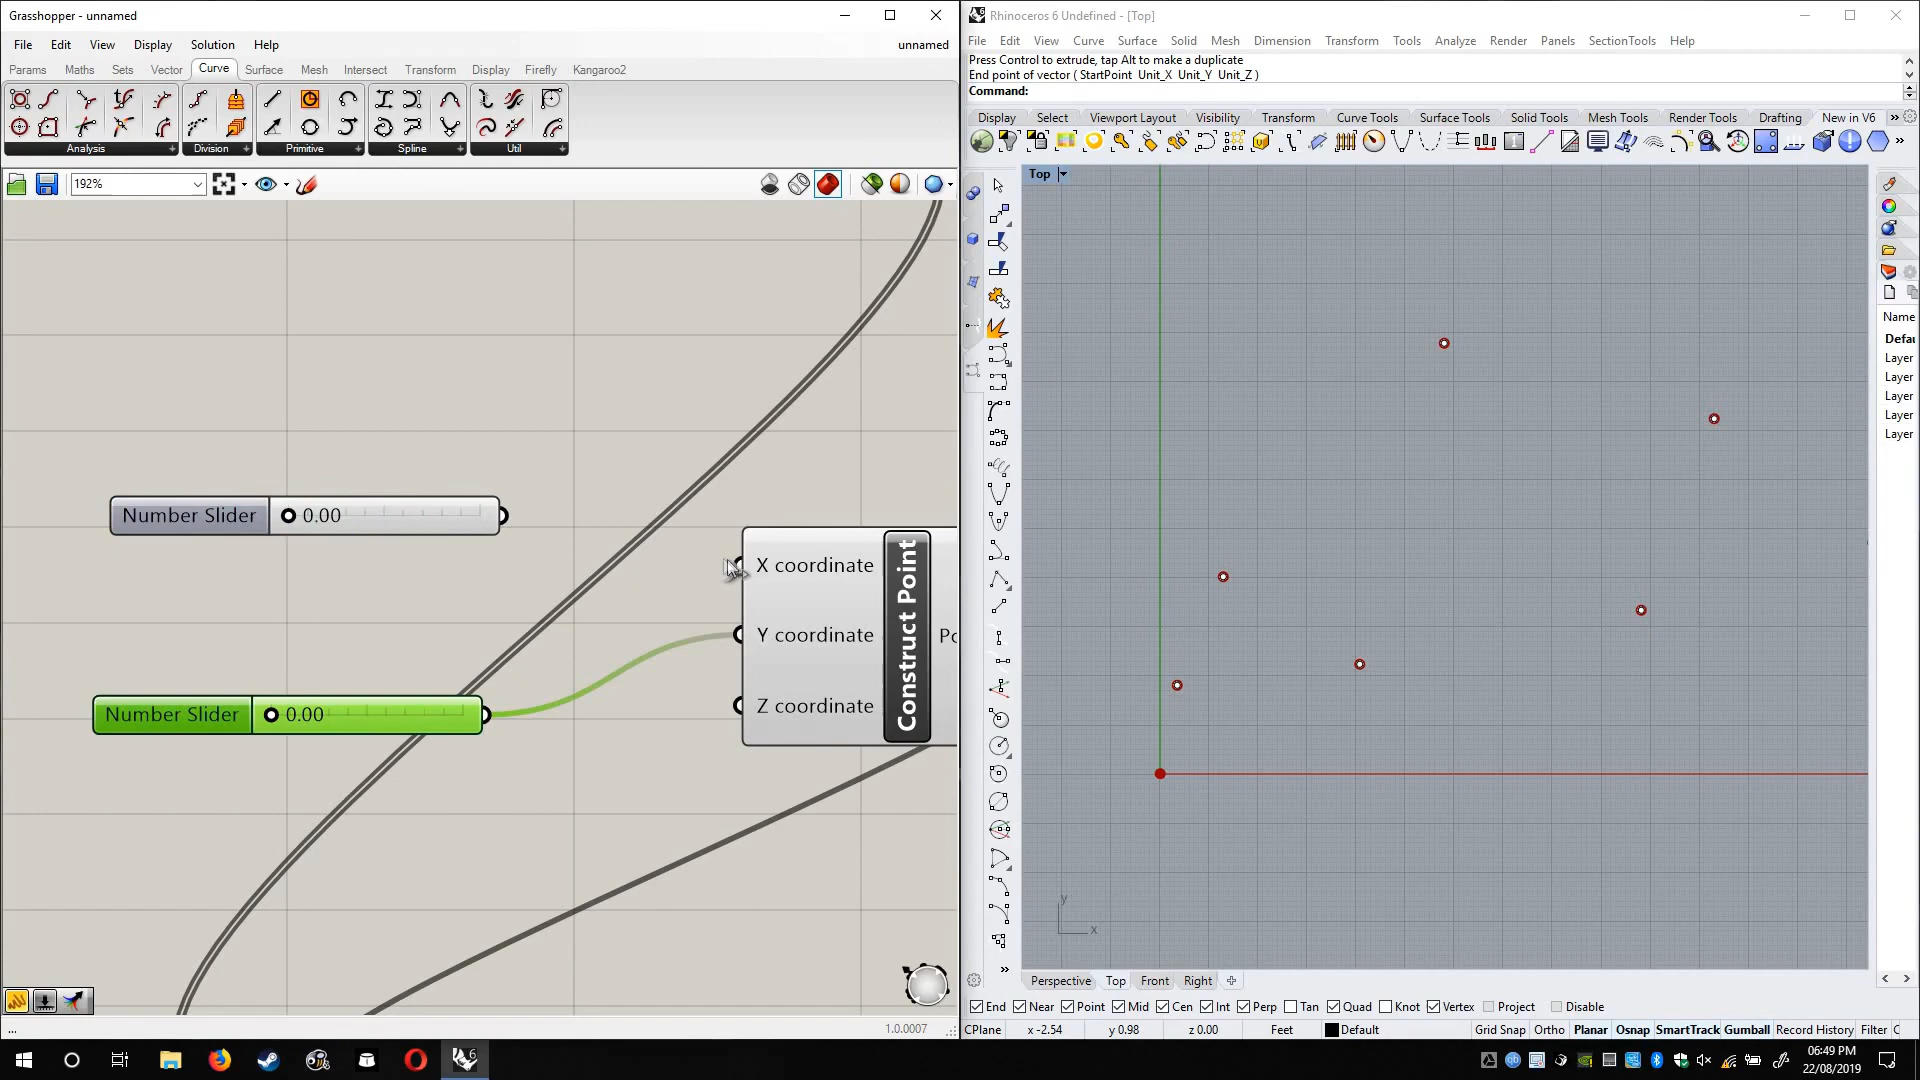 Grasshopper - unnamed
File Edit View Display Solution Help unnamed
Params Maths Sets Vector Curve Surface Mesh Intersect Transform Display Firefly Kangaroo2
Analysis Division Primitive Spline Util
192%
Number Slider 0.00
Number Slider 0.00
X coordinate
Y coordinate
Z coordinate
Construct Point
...
1.0.0007
Rhinoceros 6 Undefined - [Top]
File Edit View Curve Surface Solid Mesh Dimension Transform Tools Analyze Render Panels SectionTools Help
Press Control to extrude, tap Alt to make a duplicate
End point of vector ( StartPoint Unit_X Unit_Y Unit_Z )
Command:
Display Select Viewport Layout Visibility Transform Curve Tools Surface Tools Solid Tools Mesh Tools Render Tools Drafting New in V6
Top
y
x
Name
Defau
Layer
Layer
Layer
Layer
Layer
Perspective Top Front Right
End Near Point Mid Cen Int Perp Tan Quad Knot Vertex Project Disable
CPlane x -2.54 y 0.98 z 0.00 Feet Default Grid Snap Ortho Planar Osnap SmartTrack Gumball Record History Filter
06:49 PM
22/08/2019